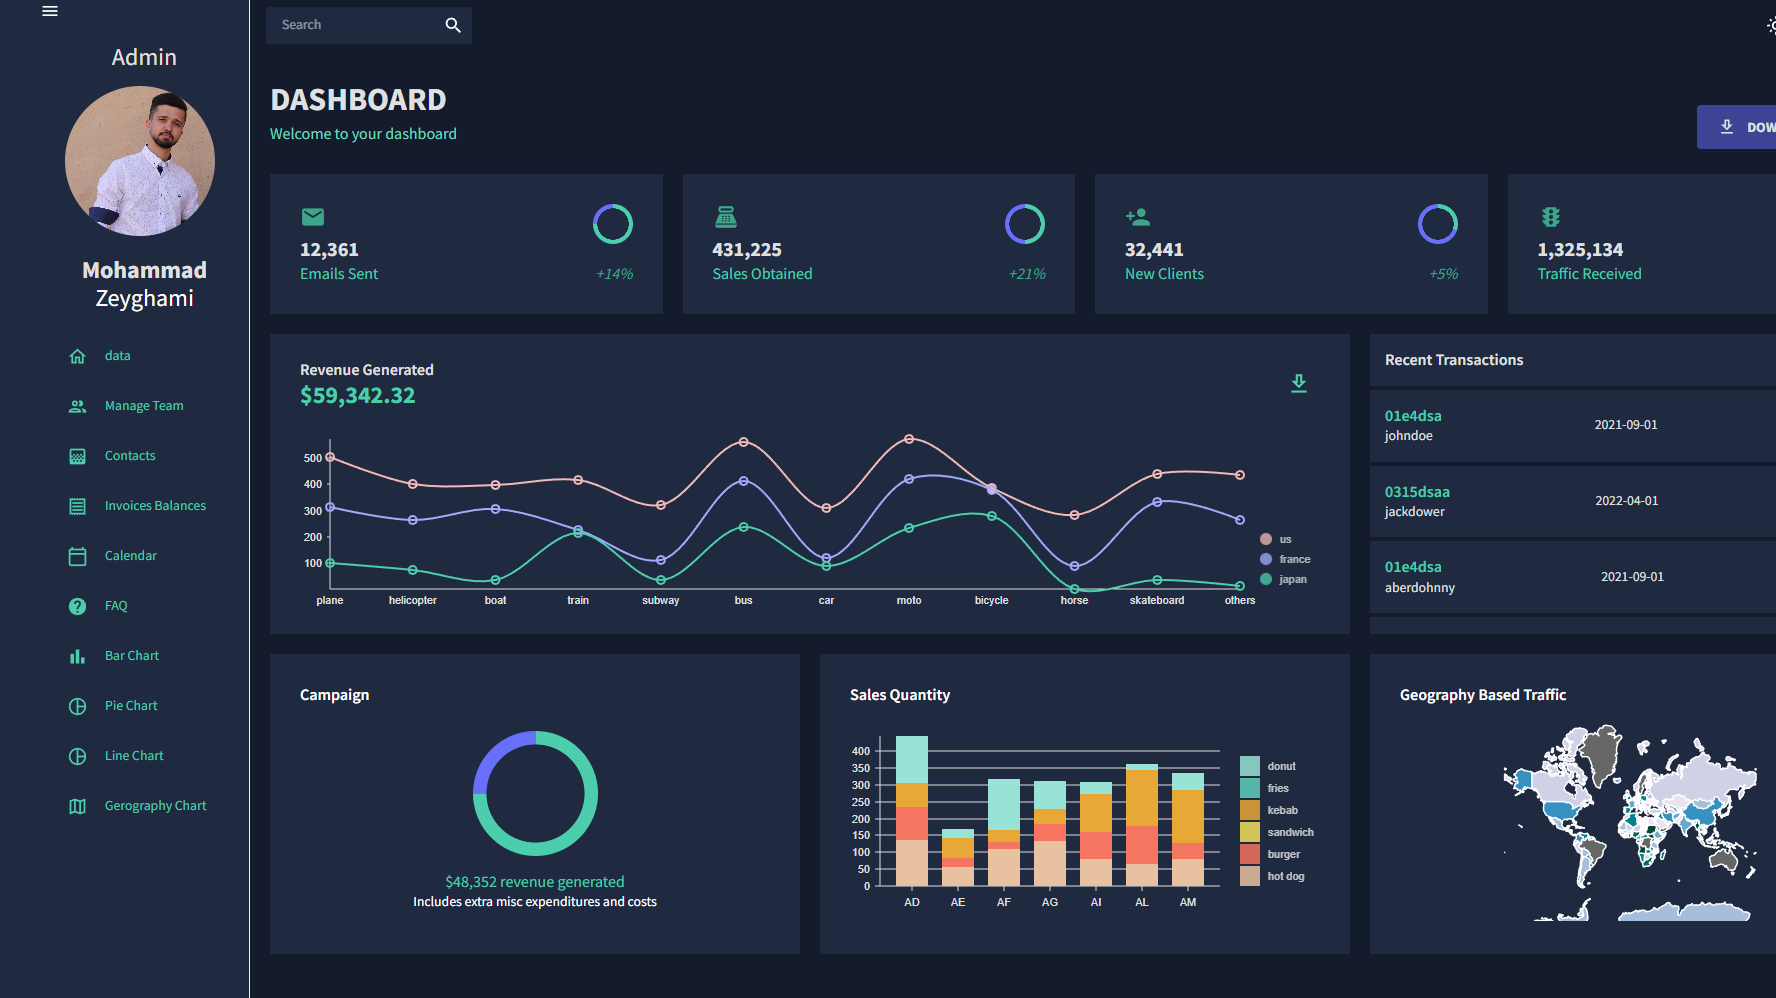 Search
Admin
DASHBOARD
Welcome to your dashboard
DOW
12,361
Emails Sent
+14%
431,225
Sales Obtained
+21%
32,441
New Clients
+5%
1,325,134
Traffic Received
Mohammad
Zeyghami
data
Manage Team
Contacts
Invoices Balances
Calendar
FAQ
Bar Chart
Pie Chart
Line Chart
Gerography Chart
Revenue Generated
$59,342.32
500
400
300
200
100
plane helicopter boat train subway bus car moto bicycle horse skateboard others
us
france
japan
Recent Transactions
01e4dsa
johndoe
2021-09-01
0315dsaa
jackdower
2022-04-01
01e4dsa
aberdohnny
2021-09-01
Campaign
$48,352 revenue generated
Includes extra misc expenditures and costs
Sales Quantity
400
350
300
250
200
150
100
50
0
AD AE AF AG AI AL AM
donut
fries
kebab
sandwich
burger
hot dog
Geography Based Traffic